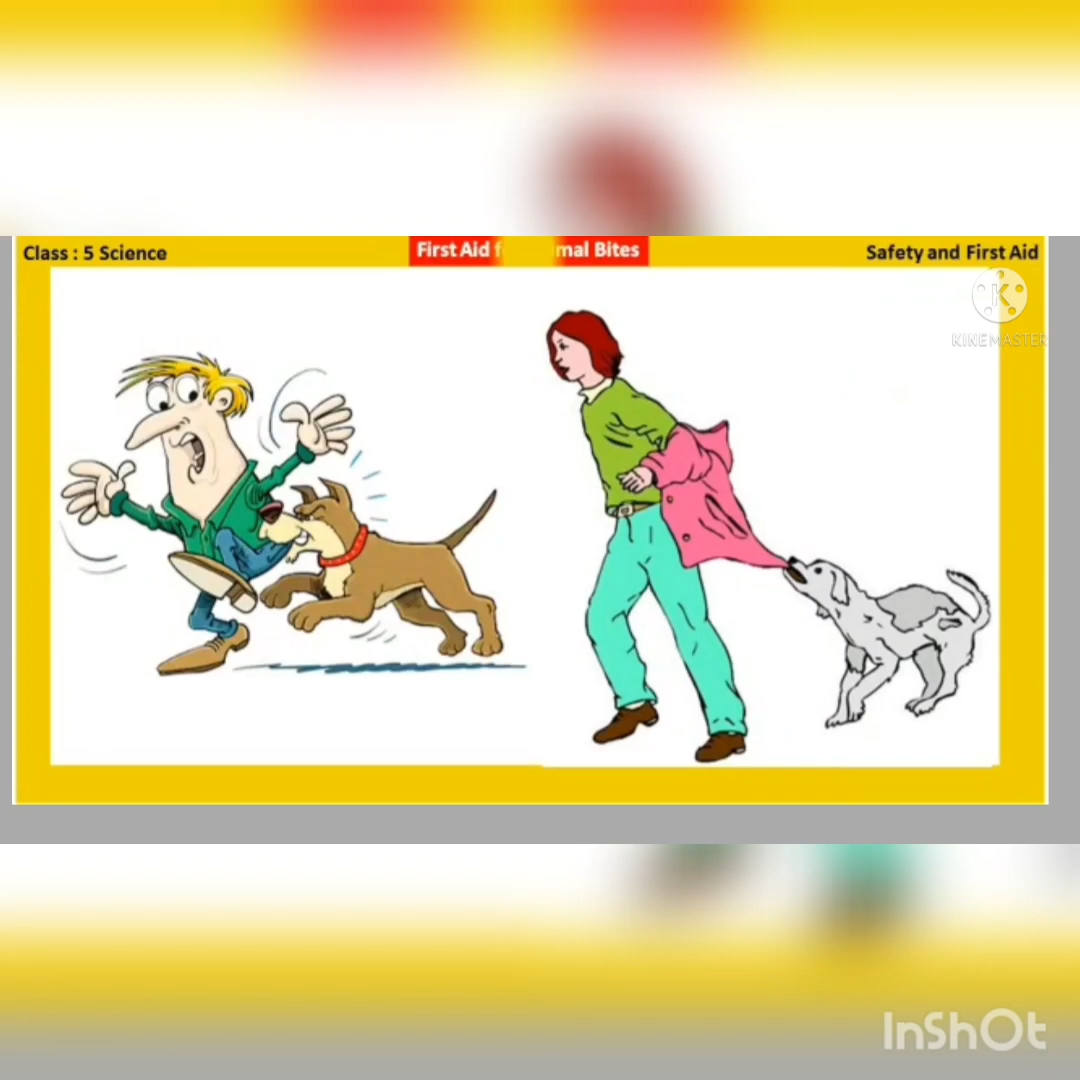 Class : 5 Science
First Aid f mal Bites
Safety and First Aid
K
KINEMASTER
InShOt